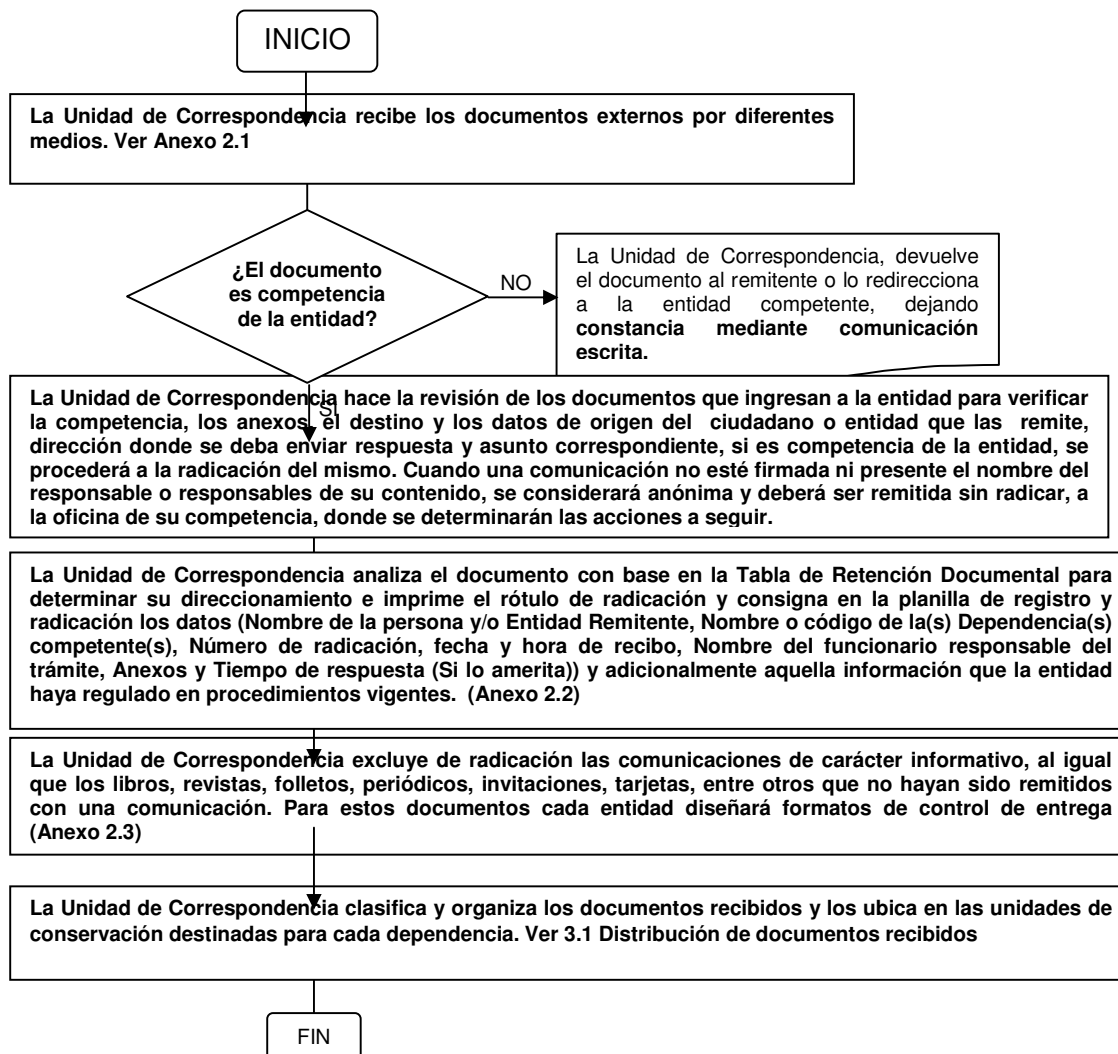 INICIO
La Unidad de Correspondencia recibe los documentos externos por diferentes
medios. Ver Anexo 2.1
¿El documento
es competencia
de la entidad?
NO
La Unidad de Correspondencia, devuelve
el documento al remitente o lo redirecciona
a la entidad competente, dejando
constancia mediante comunicación
escrita.
SI
La Unidad de Correspondencia hace la revisión de los documentos que ingresan a la entidad para verificar
la competencia, los anexos, el destino y los datos de origen del ciudadano o entidad que las remite,
dirección donde se deba enviar respuesta y asunto correspondiente, si es competencia de la entidad, se
procederá a la radicación del mismo. Cuando una comunicación no esté firmada ni presente el nombre del
responsable o responsables de su contenido, se considerará anónima y deberá ser remitida sin radicar, a
la oficina de su competencia, donde se determinarán las acciones a seguir.
La Unidad de Correspondencia analiza el documento con base en la Tabla de Retención Documental para
determinar su direccionamiento e imprime el rótulo de radicación y consigna en la planilla de registro y
radicación los datos (Nombre de la persona y/o Entidad Remitente, Nombre o código de la(s) Dependencia(s)
competente(s), Número de radicación, fecha y hora de recibo, Nombre del funcionario responsable del
trámite, Anexos y Tiempo de respuesta (Si lo amerita)) y adicionalmente aquella información que la entidad
haya regulado en procedimientos vigentes. (Anexo 2.2)
La Unidad de Correspondencia excluye de radicación las comunicaciones de carácter informativo, al igual
que los libros, revistas, folletos, periódicos, invitaciones, tarjetas, entre otros que no hayan sido remitidos
con una comunicación. Para estos documentos cada entidad diseñará formatos de control de entrega
(Anexo 2.3)
La Unidad de Correspondencia clasifica y organiza los documentos recibidos y los ubica en las unidades de
conservación destinadas para cada dependencia. Ver 3.1 Distribución de documentos recibidos
FIN